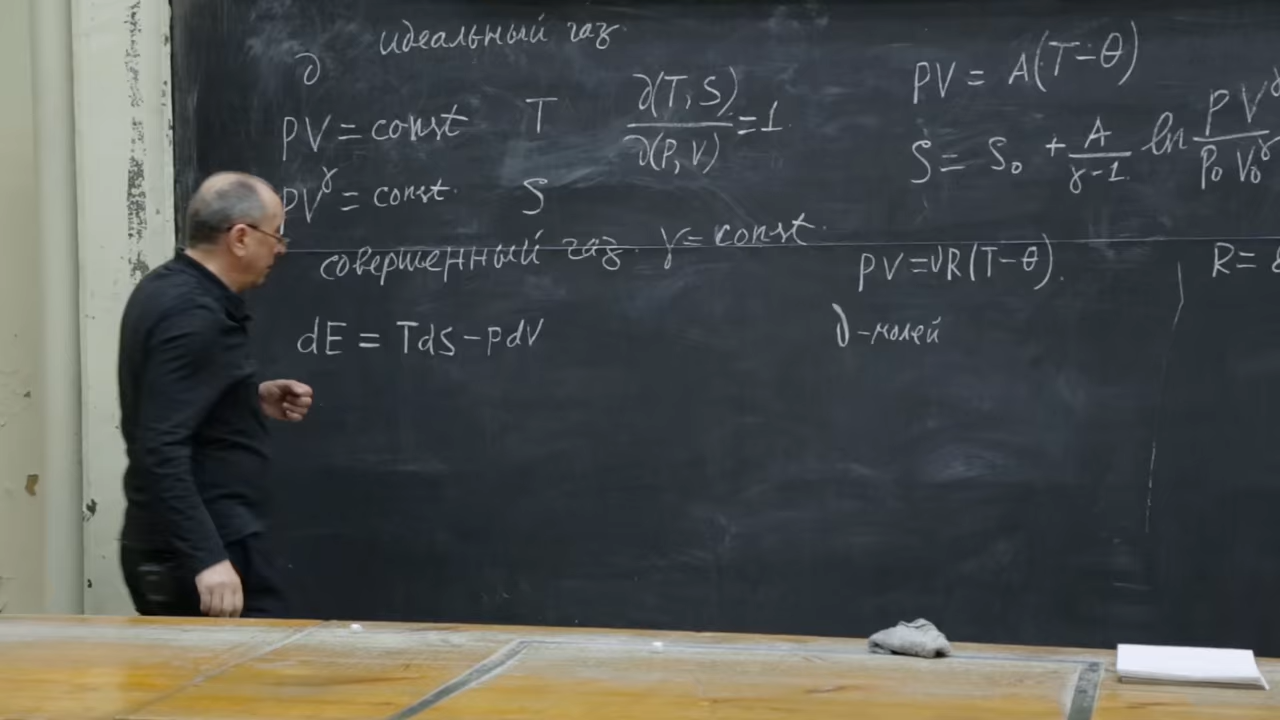 идеальный газ.
∂
PV = const T ∂(T,S)/∂(P,V) = 1
PV^γ = const. S
совершенный газ. γ = const.
dE = TdS − pdV
PV = A(T−θ)
S = S₀ + A/(γ−1) ln PV^γ/P₀V₀^γ
PV = νR(T−θ).
ν -молей
R =